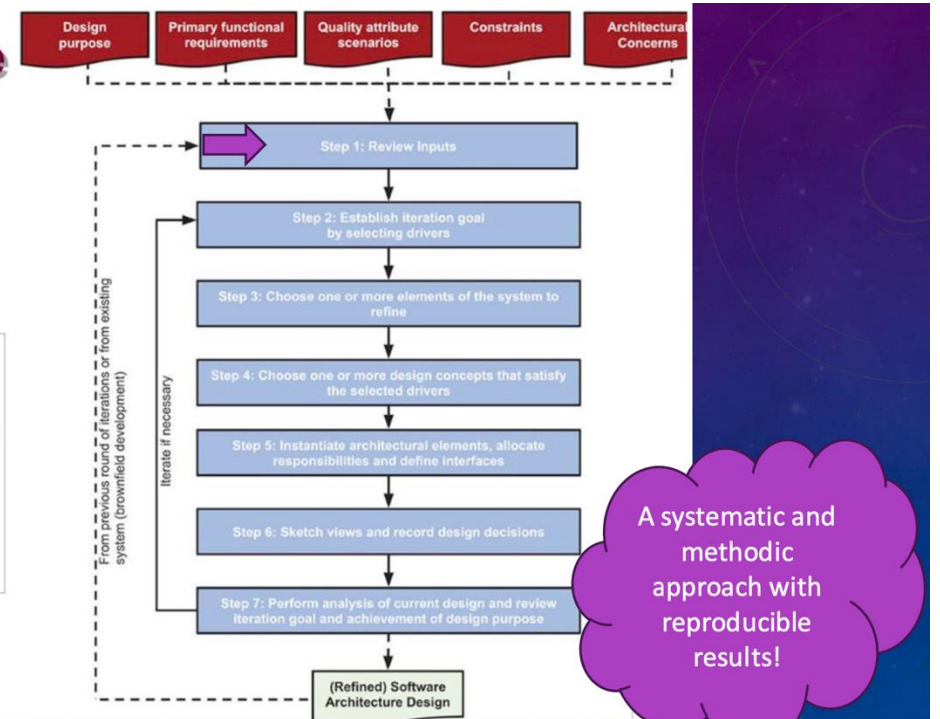 Design
purpose
Primary functional
requirements
Quality attribute
scenarios
Constraints
Architectural
Concerns
Step 1: Review Inputs
Step 2: Establish iteration goal
by selecting drivers
Step 3: Choose one or more elements of the system to
refine
Step 4: Choose one or more design concepts that satisfy
the selected drivers
Step 5: Instantiate architectural elements, allocate
responsibilities and define interfaces
Step 6: Sketch views and record design decisions
Step 7: Perform analysis of current design and review
iteration goal and achievement of design purpose
(Refined) Software
Architecture Design
From previous round of iterations or from existing
system (brownfield development)
Iterate if necessary
A systematic and
methodic
approach with
reproducible
results!